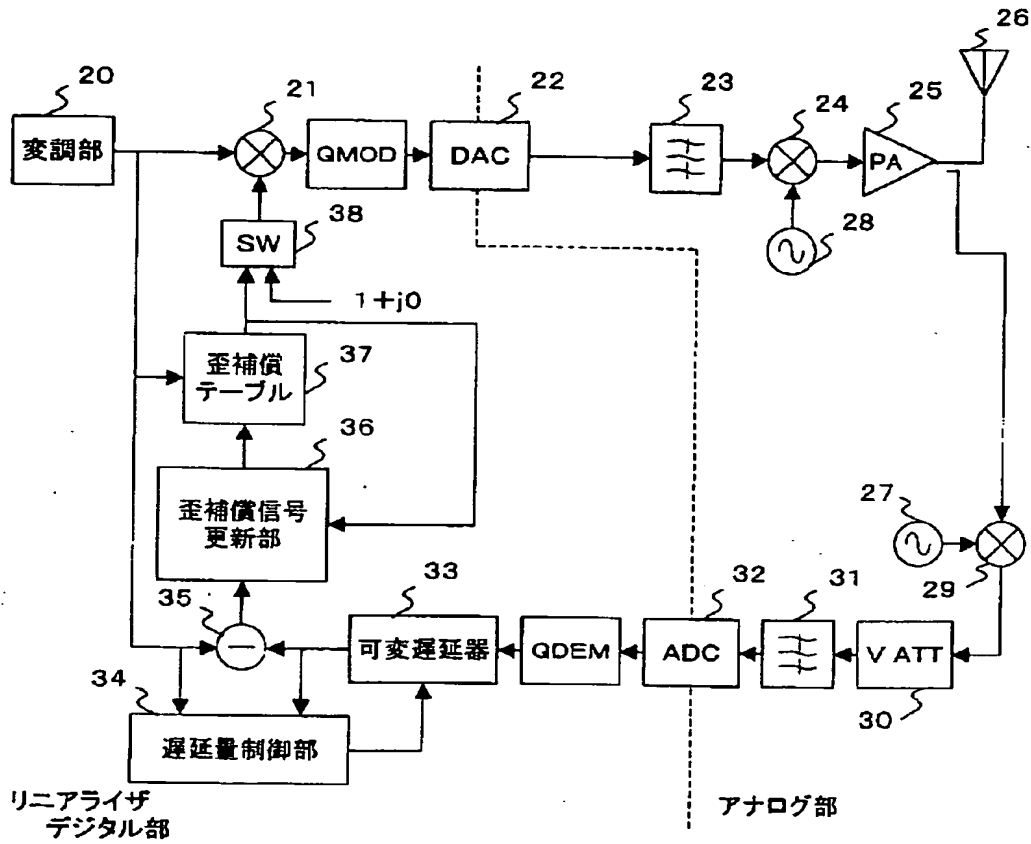 26
20
21
22
23
24
25
変調部
QMOD
DAC
PA
38
SW
28
1+j0
37
歪補償
テーブル
36
歪補償信号
更新部
27
29
35
33
32
31
可変遅延器
QDEM
ADC
V ATT
30
34
遅延量制御部
リニアライザ
デジタル部
アナログ部